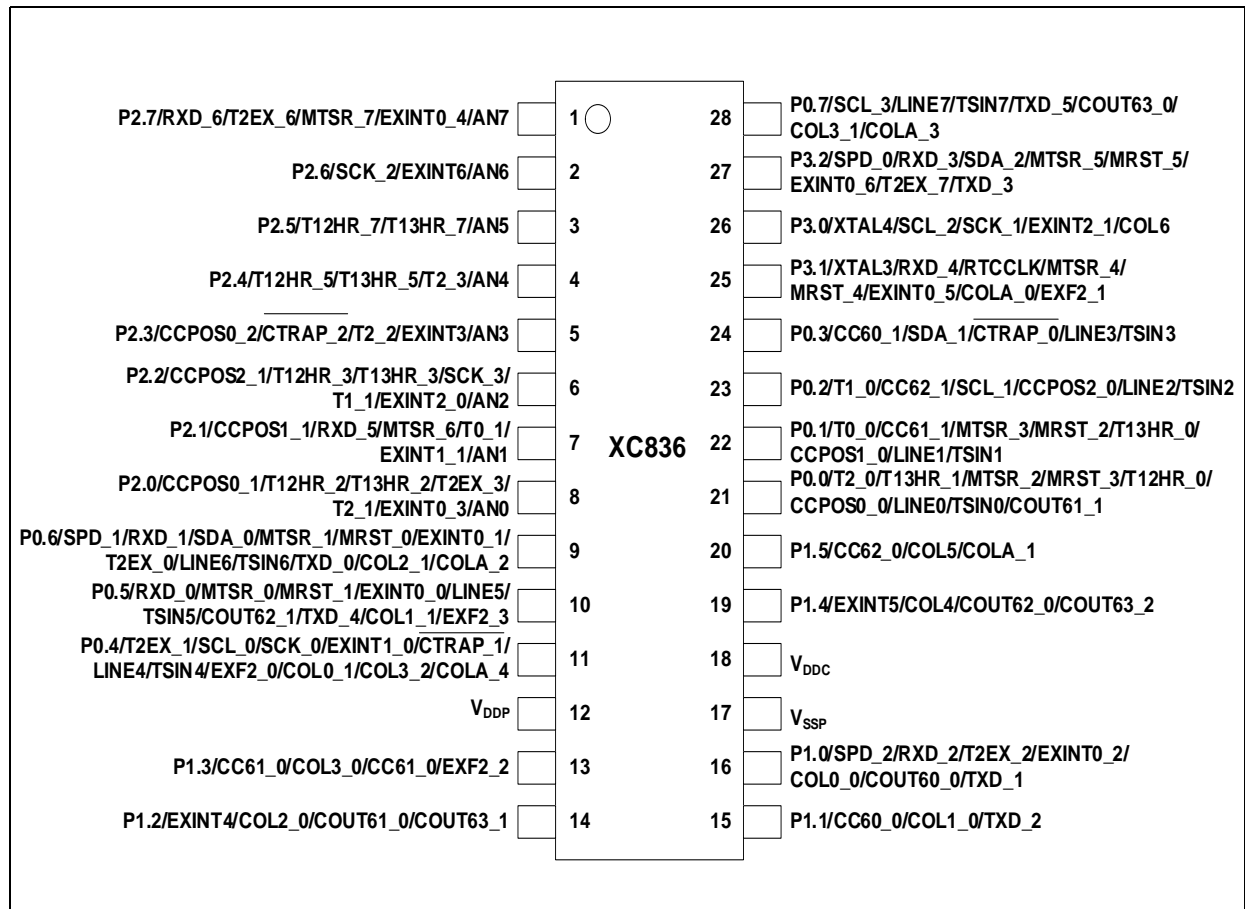 P2.7/RXD_6/T2EX_6/MTSR_7/EXINT0_4/AN7
1
P2.6/SCK_2/EXINT6/AN6
2
P2.5/T12HR_7/T13HR_7/AN5
3
P2.4/T12HR_5/T13HR_5/T2_3/AN4
4
P2.3/CCPOS0_2/CTRAP_2/T2_2/EXINT3/AN3
5
P2.2/CCPOS2_1/T12HR_3/T13HR_3/SCK_3/
T1_1/EXINT2_0/AN2
6
P2.1/CCPOS1_1/RXD_5/MTSR_6/T0_1/
EXINT1_1/AN1
7
P2.0/CCPOS0_1/T12HR_2/T13HR_2/T2EX_3/
T2_1/EXINT0_3/AN0
8
P0.6/SPD_1/RXD_1/SDA_0/MTSR_1/MRST_0/EXINT0_1/
T2EX_0/LINE6/TSIN6/TXD_0/COL2_1/COLA_2
9
P0.5/RXD_0/MTSR_0/MRST_1/EXINT0_0/LINE5/
TSIN5/COUT62_1/TXD_4/COL1_1/EXF2_3
10
P0.4/T2EX_1/SCL_0/SCK_0/EXINT1_0/CTRAP_1/
LINE4/TSIN4/EXF2_0/COL0_1/COL3_2/COLA_4
11
VDDP
12
P1.3/CC61_0/COL3_0/CC61_0/EXF2_2
13
P1.2/EXINT4/COL2_0/COUT61_0/COUT63_1
14
XC836
28
P0.7/SCL_3/LINE7/TSIN7/TXD_5/COUT63_0/
COL3_1/COLA_3
27
P3.2/SPD_0/RXD_3/SDA_2/MTSR_5/MRST_5/
EXINT0_6/T2EX_7/TXD_3
26
P3.0/XTAL4/SCL_2/SCK_1/EXINT2_1/COL6
25
P3.1/XTAL3/RXD_4/RTCCLK/MTSR_4/
MRST_4/EXINT0_5/COLA_0/EXF2_1
24
P0.3/CC60_1/SDA_1/CTRAP_0/LINE3/TSIN3
23
P0.2/T1_0/CC62_1/SCL_1/CCPOS2_0/LINE2/TSIN2
22
P0.1/T0_0/CC61_1/MTSR_3/MRST_2/T13HR_0/
CCPOS1_0/LINE1/TSIN1
21
P0.0/T2_0/T13HR_1/MTSR_2/MRST_3/T12HR_0/
CCPOS0_0/LINE0/TSIN0/COUT61_1
20
P1.5/CC62_0/COL5/COLA_1
19
P1.4/EXINT5/COL4/COUT62_0/COUT63_2
18
VDDC
17
VSSP
16
P1.0/SPD_2/RXD_2/T2EX_2/EXINT0_2/
COL0_0/COUT60_0/TXD_1
15
P1.1/CC60_0/COL1_0/TXD_2